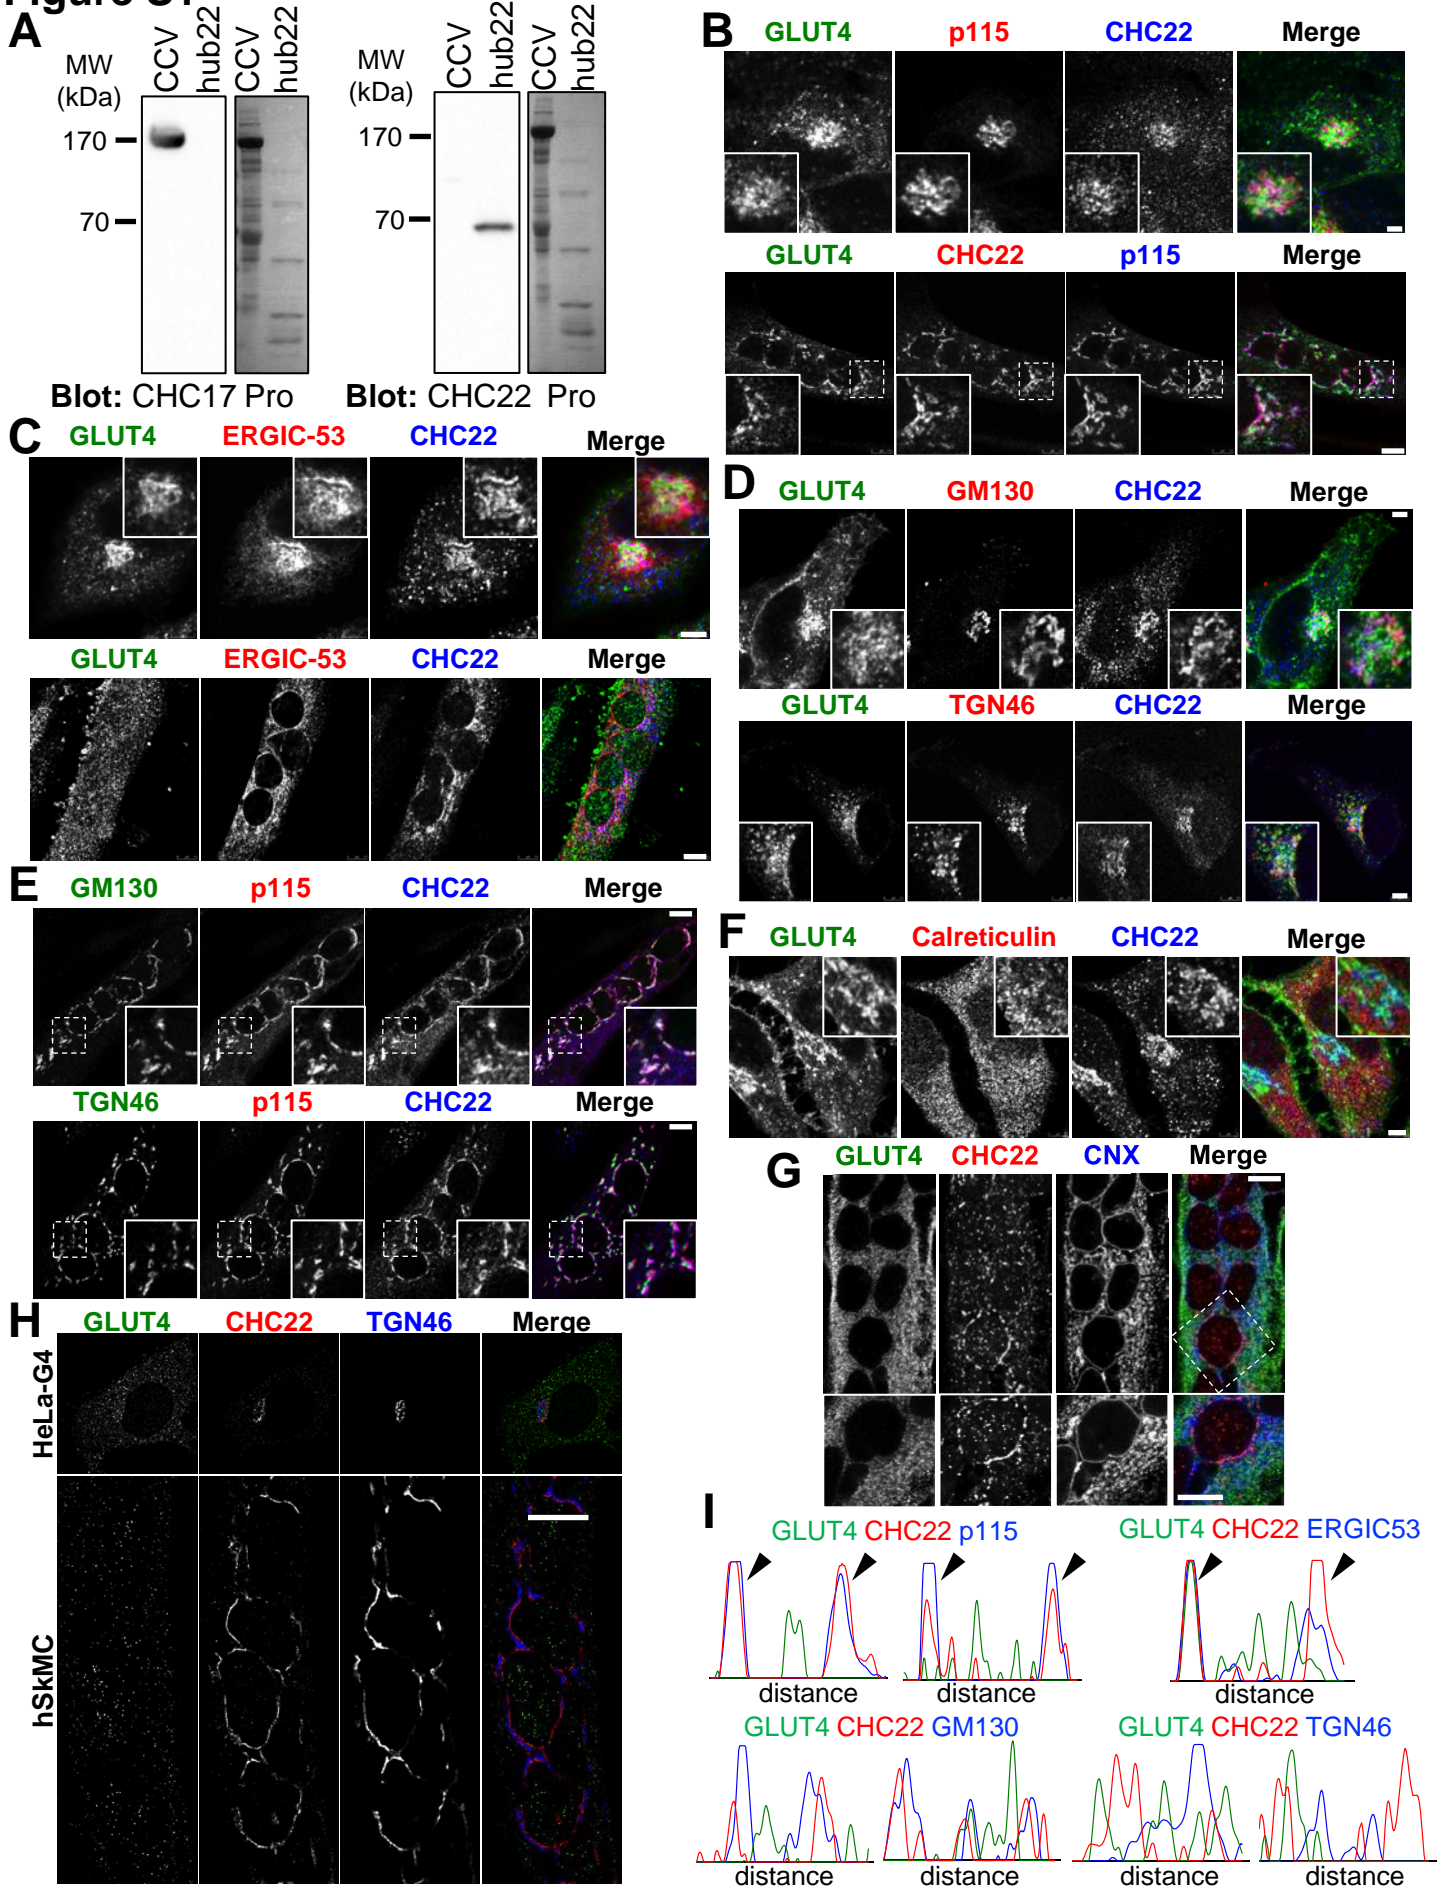 A
CCV
hub22
CCV
hub22
MW
(kDa)
170
70
Blot: CHC17 Pro
CCV
hub22
CCV
hub22
MW
(kDa)
170
70
Blot: CHC22 Pro
B
GLUT4 p115 CHC22 Merge
GLUT4 CHC22 p115 Merge
C
GLUT4 ERGIC-53 CHC22 Merge
GLUT4 ERGIC-53 CHC22 Merge
D
GLUT4 GM130 CHC22 Merge
GLUT4 TGN46 CHC22 Merge
E
GM130 p115 CHC22 Merge
TGN46 p115 CHC22 Merge
F
GLUT4 Calreticulin CHC22 Merge
G
GLUT4 CHC22 CNX Merge
H
GLUT4 CHC22 TGN46 Merge
HeLa-G4
hSkMC
I
GLUT4 CHC22 p115
distance
distance
GLUT4 CHC22 ERGIC53
distance
GLUT4 CHC22 GM130
distance
distance
GLUT4 CHC22 TGN46
distance
distance